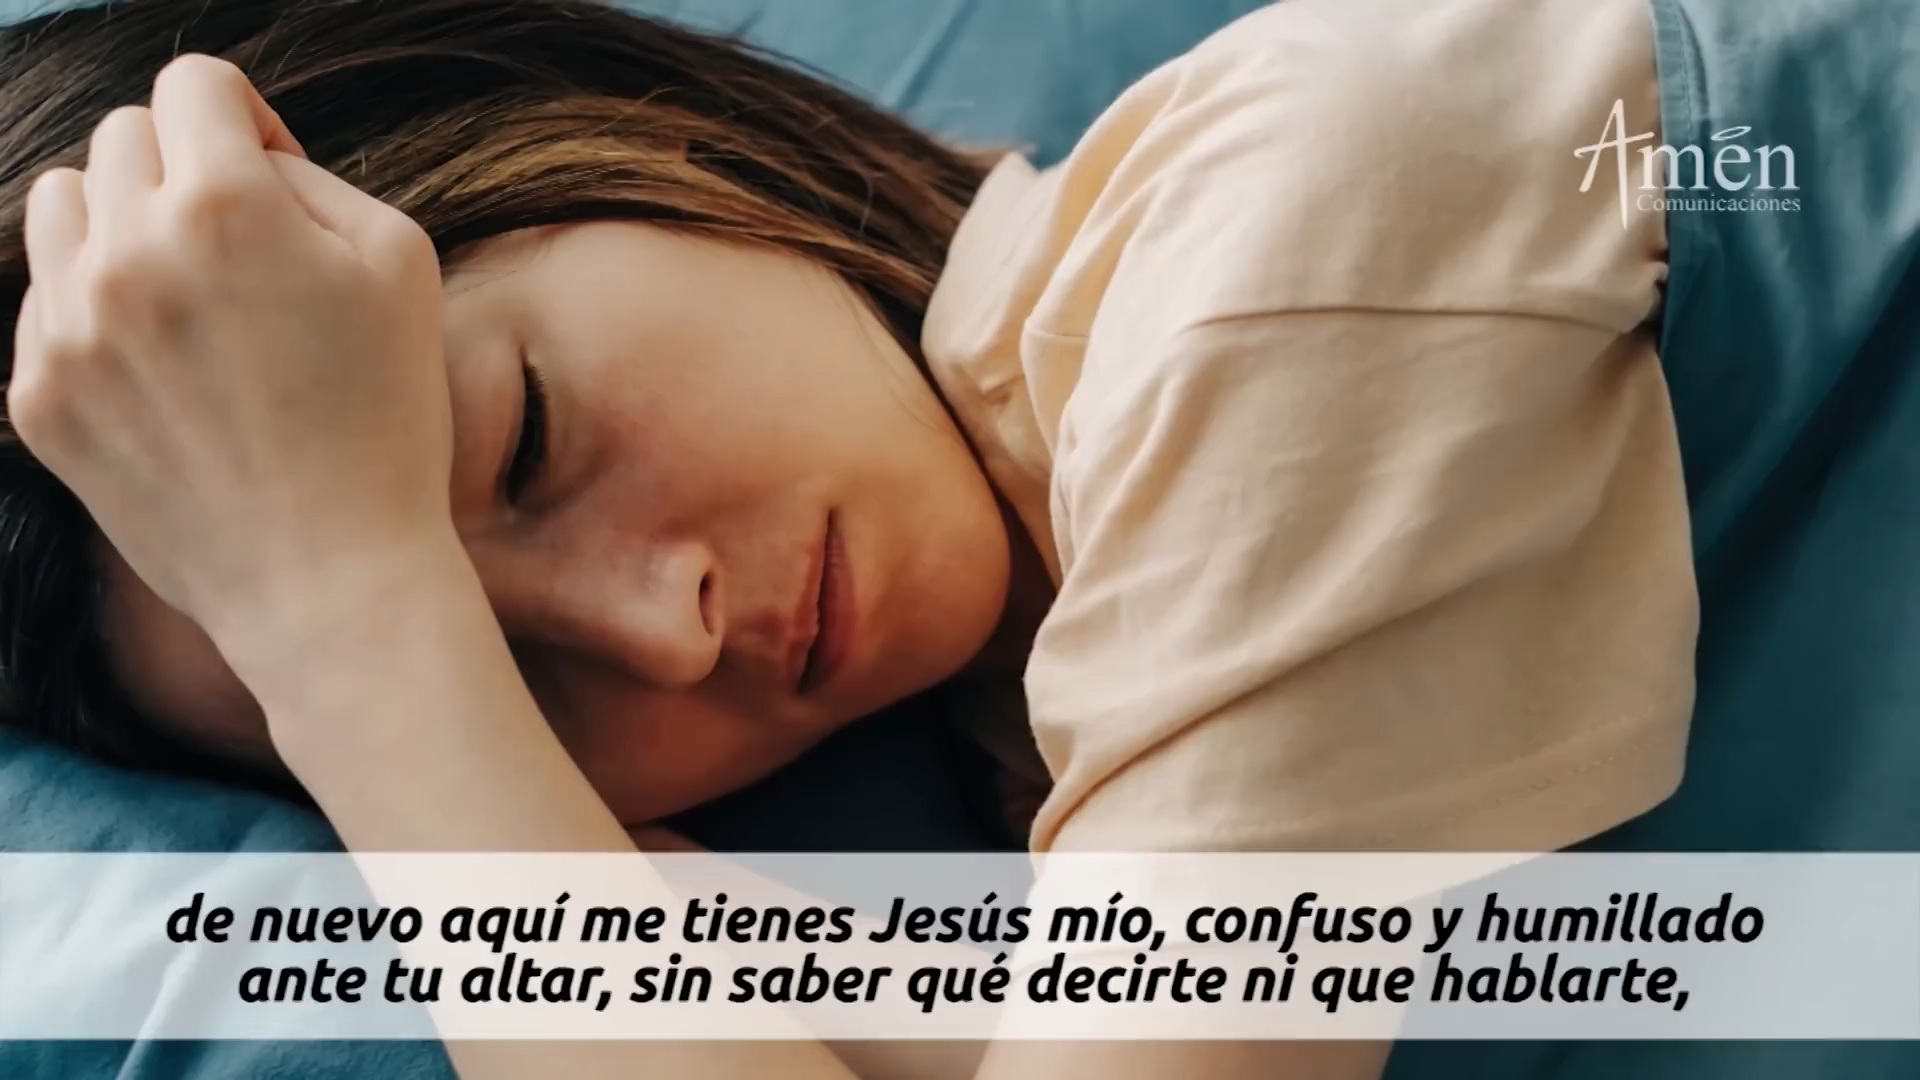 Amén
Comunicaciones
de nuevo aquí me tienes Jesús mío, confuso y humillado
ante tu altar, sin saber qué decirte ni que hablarte,